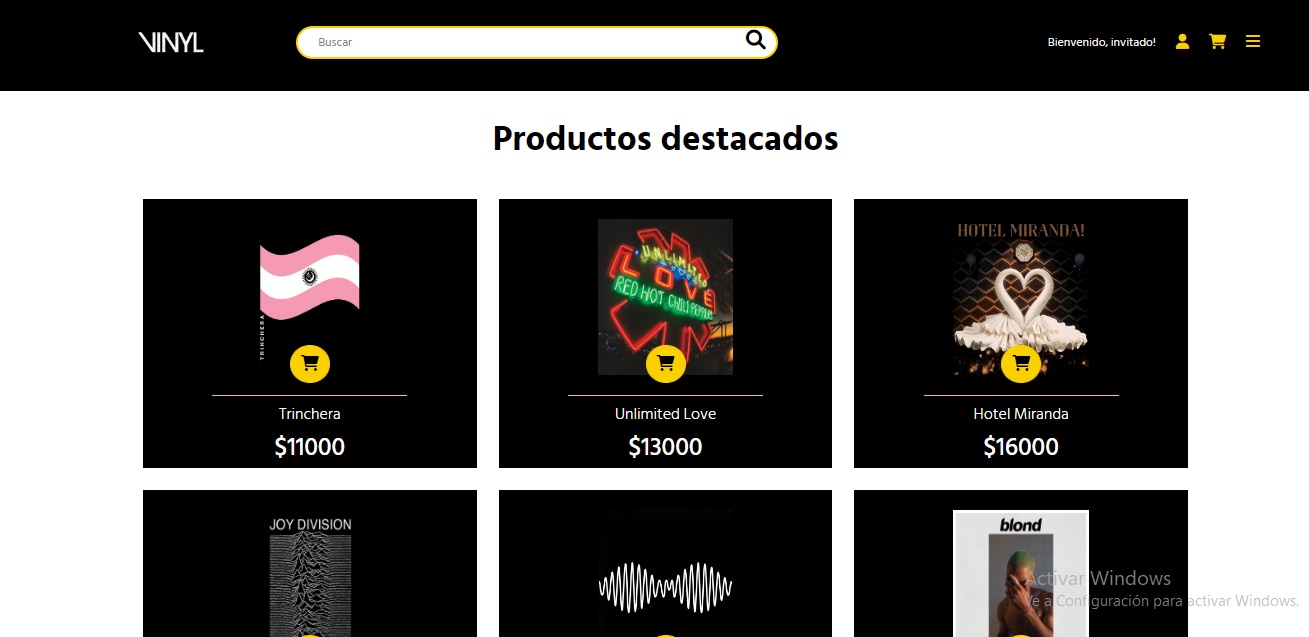 VINYL
Buscar
Bienvenido, invitado!
Productos destacados
TRINCHERA
UNLIMITED
LOVE
RED HOT CHILI PEPPERS
HOTEL MIRANDA!
Trinchera
Unlimited Love
Hotel Miranda
$11000
$13000
$16000
JOY DIVISION
blond
Activar Windows
Ve a Configuración para activar Windows.